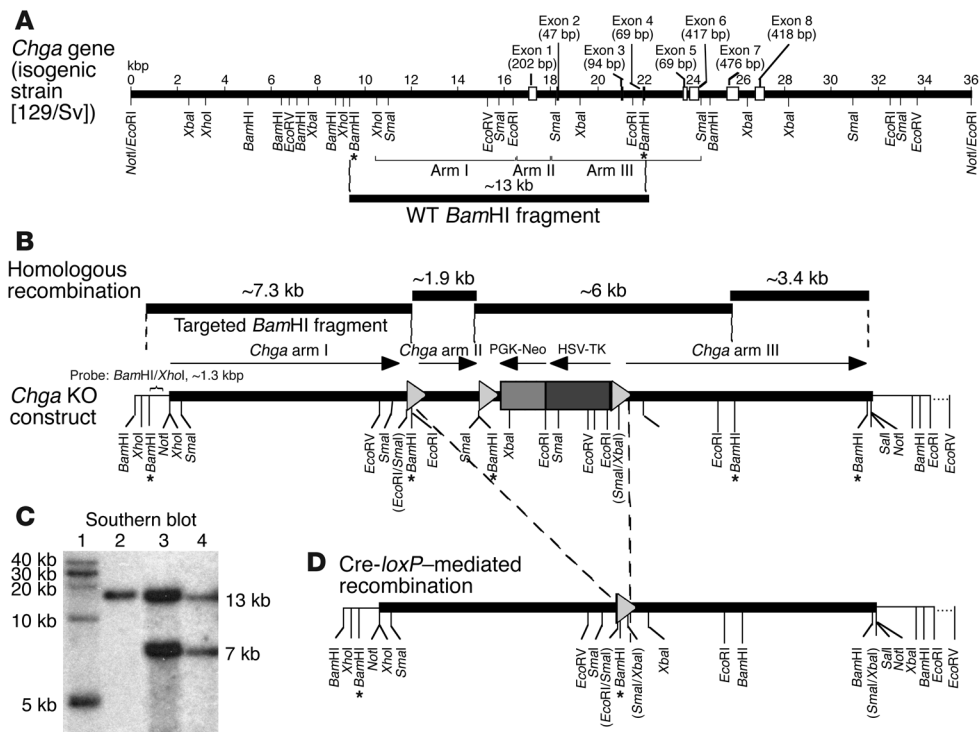 A
Chga gene
(isogenic
strain
[129/Sv])
Exon 2
(47 bp)
Exon 4
(69 bp)
Exon 6
(417 bp)
Exon 8
(418 bp)
Exon 1
(202 bp)
Exon 3
(94 bp)
Exon 5
(69 bp)
Exon 7
(476 bp)
0 kbp 2 4 6 8 10 12 14 16 18 20 22 24 26 28 30 32 34 36
NotI/EcoRI XbaI XhoI BamHI BamHI EcoRV BamHI XbaI BamHI XhoI BamHI XhoI SmaI EcoRV SmaI EcoRI SmaI XbaI EcoRI BamHI SmaI BamHI XbaI XbaI SmaI EcoRI SmaI EcoRV NotI/EcoRI
* *
Arm I Arm II Arm III
~13 kb
WT BamHI fragment
B
Homologous
recombination
~7.3 kb ~1.9 kb ~6 kb ~3.4 kb
Targeted BamHI fragment
Chga arm I Chga arm II PGK-Neo HSV-TK Chga arm III
Probe: BamHI/XhoI, ~1.3 kbp
Chga KO
construct
BamHI XhoI BamHI NotI XhoI SmaI EcoRV SmaI (EcoRI/SmaI) BamHI EcoRI SmaI BamHI XbaI EcoRI SmaI EcoRV EcoRI (SmaI/XbaI) EcoRI BamHI BamHI SalI NotI BamHI EcoRI EcoRV
* * * * *
C
Southern blot
1 2 3 4
40 kb
30 kb
20 kb
10 kb
5 kb
13 kb
7 kb
D
Cre-loxP–mediated
recombination
BamHI XhoI BamHI NotI XhoI SmaI EcoRV SmaI (EcoRI/SmaI) BamHI (SmaI/XbaI) XbaI EcoRI BamHI BamHI (SmaI/XbaI) SalI NotI XbaI BamHI EcoRI EcoRV
* *